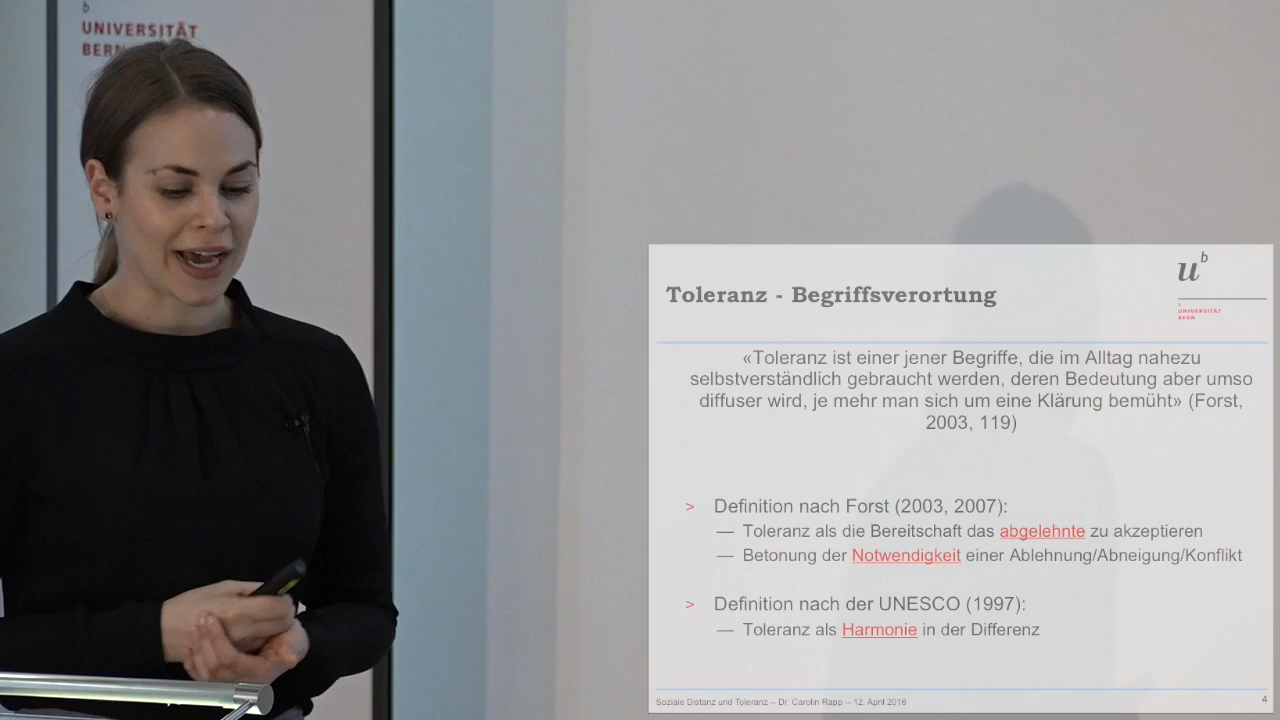 b
UNIVERSITÄT
BERN
u b
Toleranz - Begriffsverortung
b
UNIVERSITÄT
BERN
«Toleranz ist einer jener Begriffe, die im Alltag nahezu
selbstverständlich gebraucht werden, deren Bedeutung aber umso
diffuser wird, je mehr man sich um eine Klärung bemüht» (Forst,
2003, 119)
> Definition nach Forst (2003, 2007):
— Toleranz als die Bereitschaft das abgelehnte zu akzeptieren
— Betonung der Notwendigkeit einer Ablehnung/Abneigung/Konflikt
> Definition nach der UNESCO (1997):
— Toleranz als Harmonie in der Differenz
Soziale Distanz und Toleranz – Dr. Carolin Rapp – 12. April 2016
4